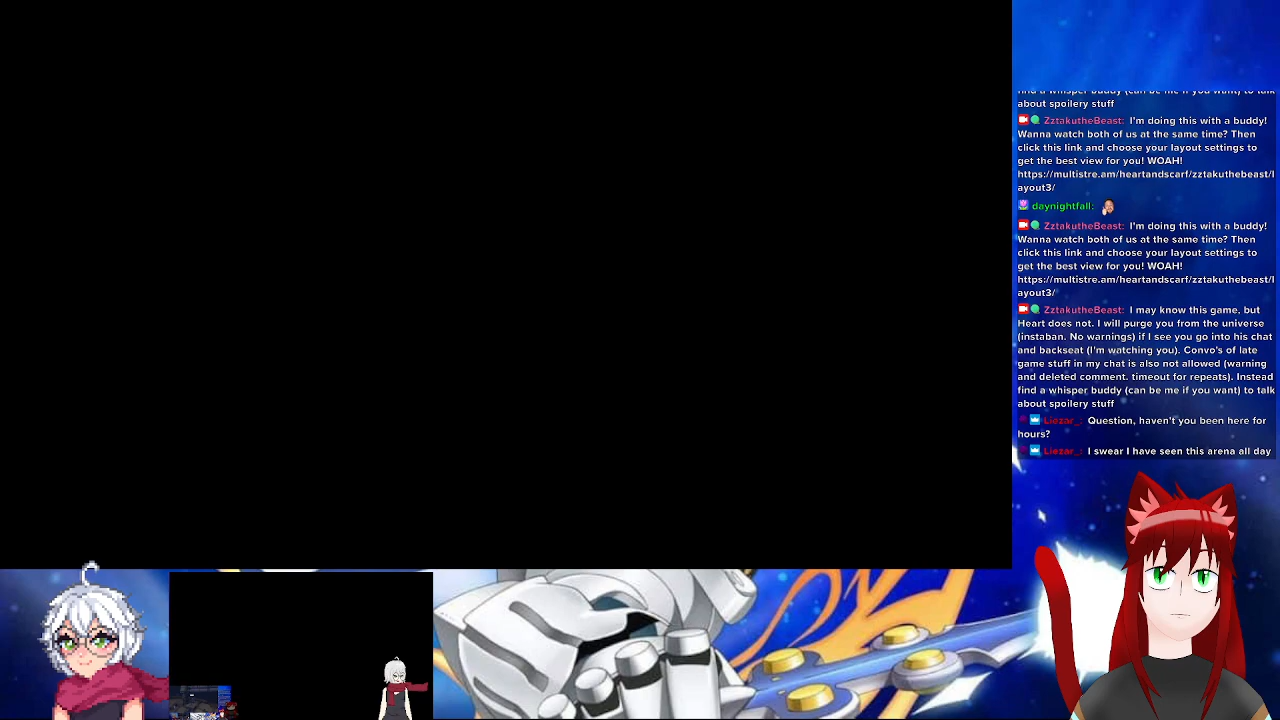 find a whisper buddy (can be me if you want) to talk
about spoilery stuff
ZztakutheBeast: I'm doing this with a buddy!
Wanna watch both of us at the same time? Then
click this link and choose your layout settings to
get the best view for you! WOAH!
https://multistre.am/heartandscarf/zztakuthebeast/l
ayout3/
daynightfall:
ZztakutheBeast: I'm doing this with a buddy!
Wanna watch both of us at the same time? Then
click this link and choose your layout settings to
get the best view for you! WOAH!
https://multistre.am/heartandscarf/zztakuthebeast/l
ayout3/
ZztakutheBeast: I may know this game, but
Heart does not. I will purge you from the universe
(instaban. No warnings) if I see you go into his chat
and backseat (I'm watching you). Convo's of late
game stuff in my chat is also not allowed (warning
and deleted comment. timeout for repeats). Instead
find a whisper buddy (can be me if you want) to talk
about spoilery stuff
Liezar_: Question, haven't you been here for
hours?
Liezar_: I swear I have seen this arena all day